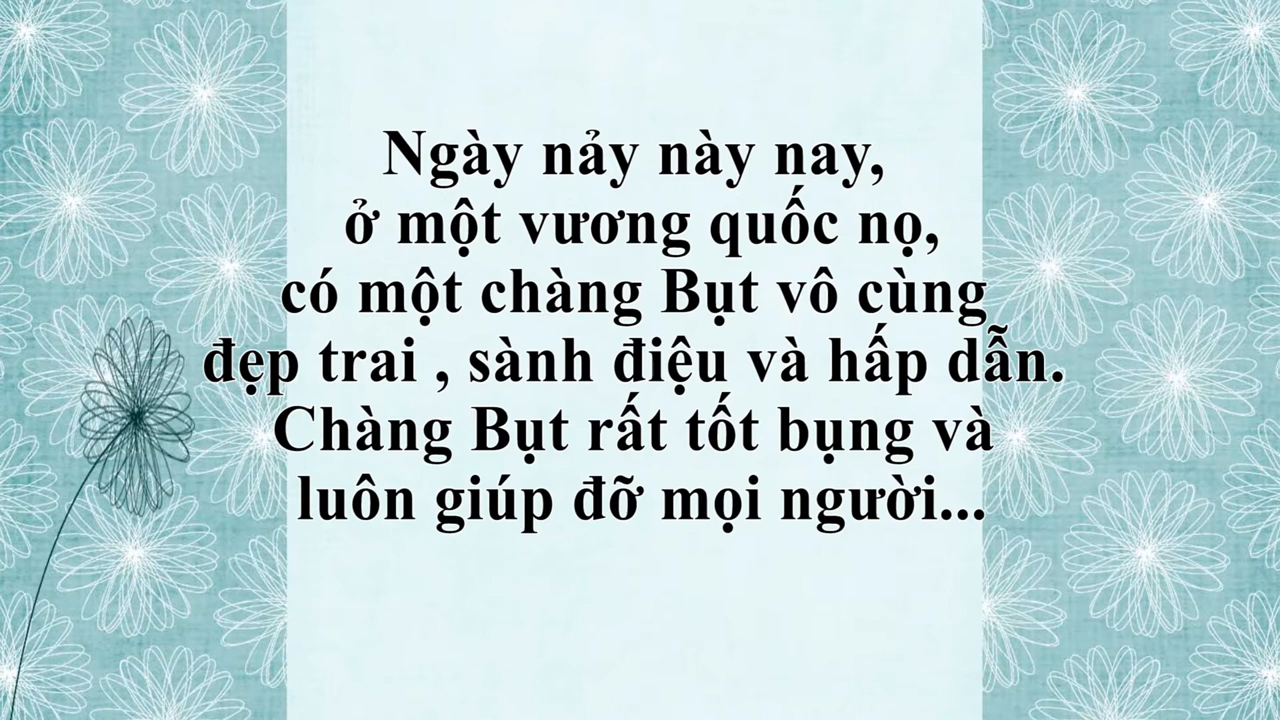 Ngày nảy này nay,
ở một vương quốc nọ,
có một chàng Bụt vô cùng
đẹp trai , sành điệu và hấp dẫn.
Chàng Bụt rất tốt bụng và
luôn giúp đỡ mọi người...